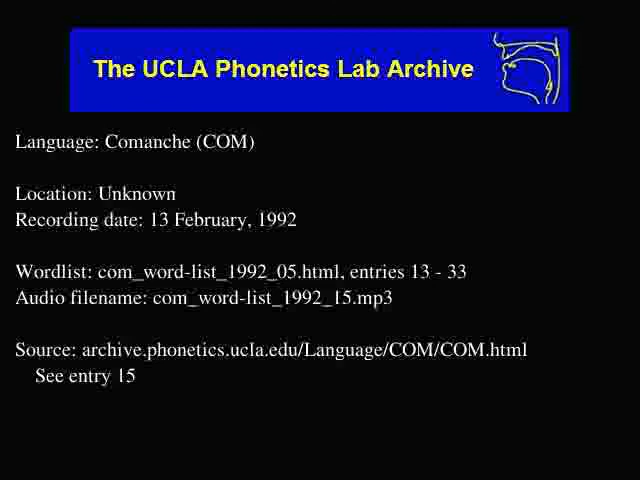 The UCLA Phonetics Lab Archive
Language: Comanche (COM)
Location: Unknown
Recording date: 13 February, 1992
Wordlist: com_word-list_1992_05.html, entries 13 - 33
Audio filename: com_word-list_1992_15.mp3
Source: archive.phonetics.ucla.edu/Language/COM/COM.html
See entry 15